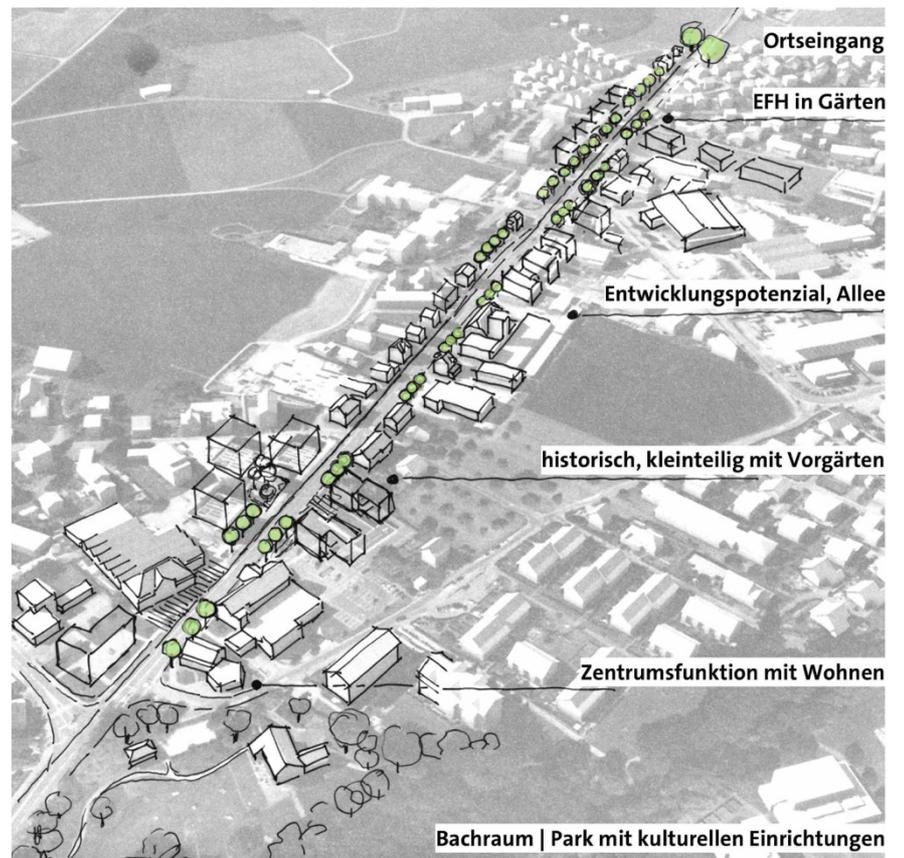 Ortseingang
EFH in Gärten
Entwicklungspotenzial, Allee
historisch, kleinteilig mit Vorgärten
Zentrumsfunktion mit Wohnen
Bachraum | Park mit kulturellen Einrichtungen